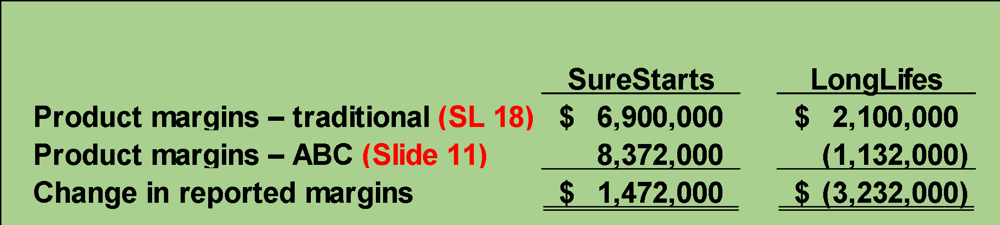 SureStarts LongLifes
Product margins – traditional (SL 18) $ 6,900,000 $ 2,100,000
Product margins – ABC (Slide 11) 8,372,000 (1,132,000)
Change in reported margins $ 1,472,000 $ (3,232,000)